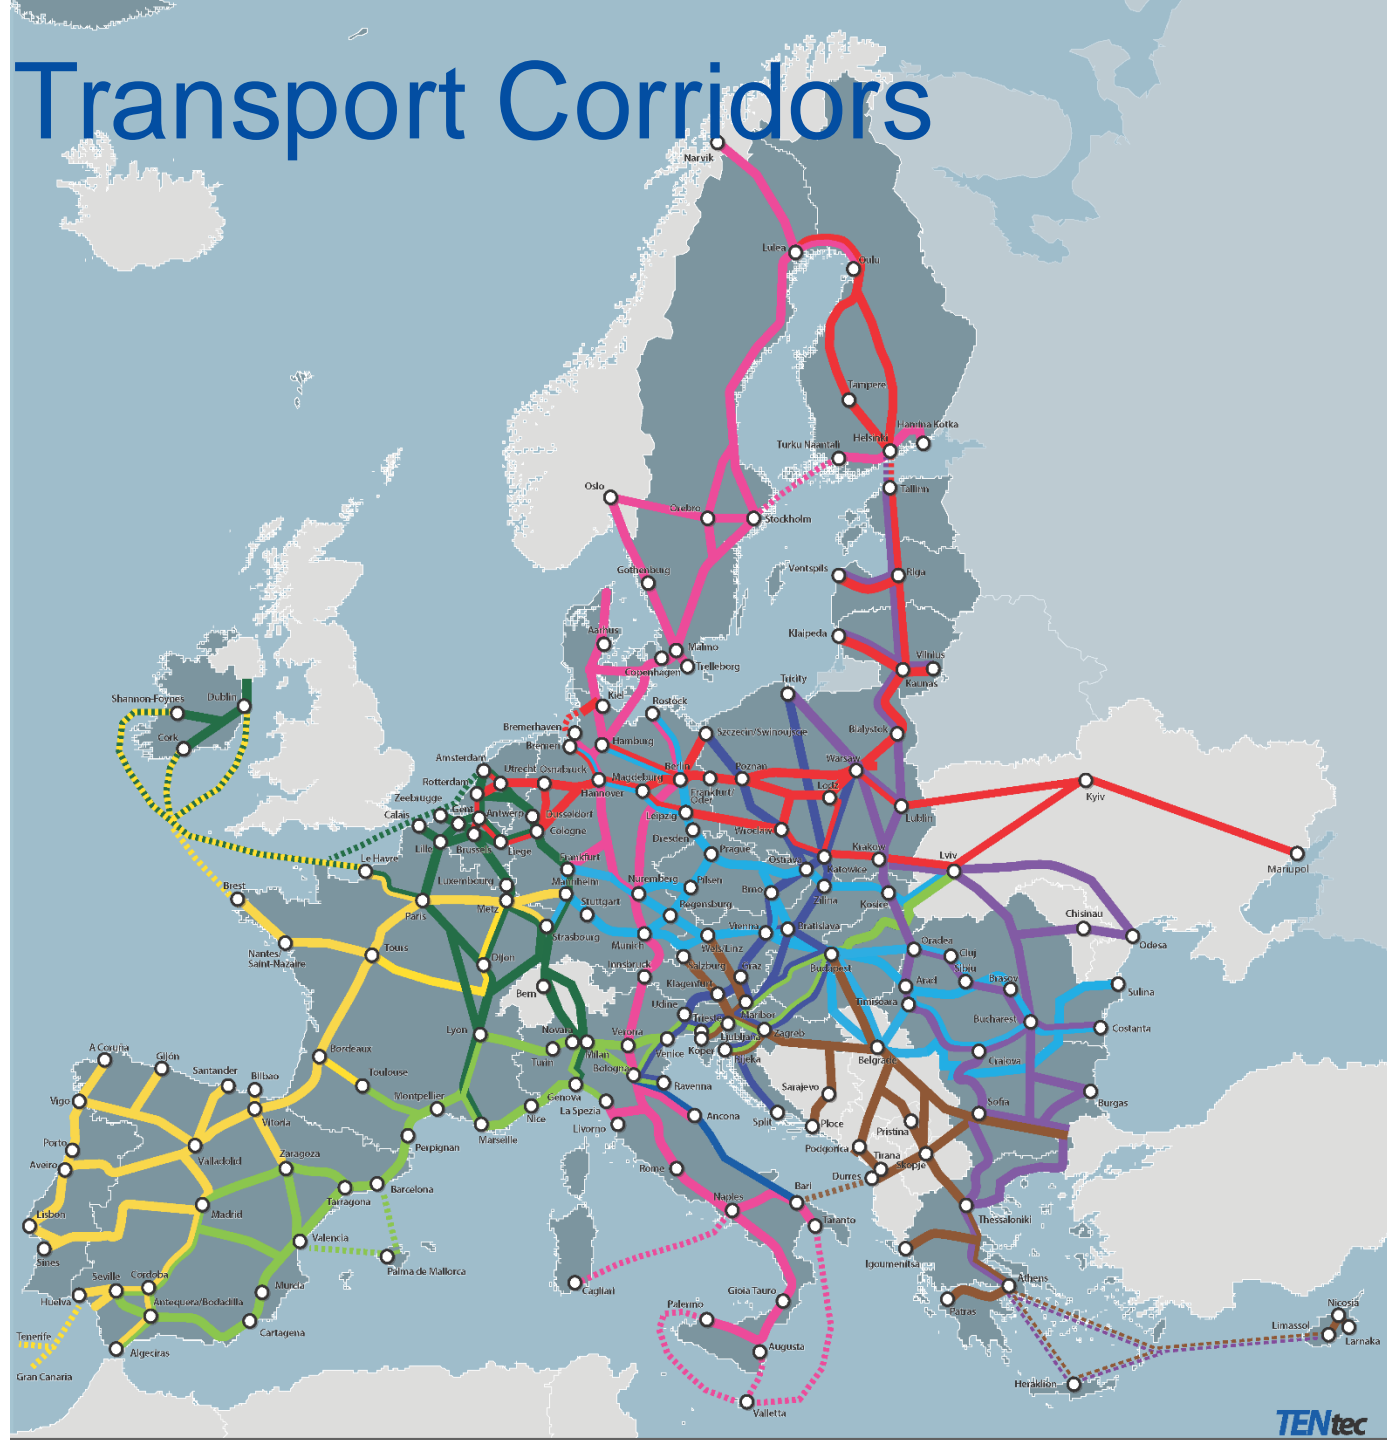 Transport Corridors
Narvik
Lulea
Oulu
Tampere
Hamina Kotka
Helsinki
Turku Naantali
Tallinn
Oslo
Orebro
Stockholm
Ventspils
Riga
Gothenburg
Klaipeda
Aarhus
Malmo
Vilnius
Copenhagen
Trelleborg
Kaunas
Tricity
Shannon-Foynes
Dublin
Kiel
Rostock
Bremerhaven
Szczecin/Swinoujscie
Bialystok
Cork
Bremen
Hamburg
Amsterdam
Warsaw
Berlin
Poznan
Rotterdam
Utrecht
Osnabruck
Magdeburg
Kyiv
Hannover
Frankfurt/
Oder
Lodz
Zeebrugge
Gent
Antwerp
Dusseldorf
Calais
Leipzig
Lublin
Cologne
Wroclaw
Dresden
Lille
Brussels
Liege
Prague
Krakow
Lviv
Mariupol
Le Havre
Frankfurt
Ostrava
Katowice
Brest
Luxembourg
Mannheim
Nuremberg
Pilsen
Brno
Zilina
Kosice
Paris
Metz
Stuttgart
Regensburg
Chisinau
Strasbourg
Vienna
Bratislava
Odesa
Nantes/
Saint-Nazaire
Tours
Munich
Wels/Linz
Oradea
Cluj
Dijon
Salzburg
Budapest
Innsbruck
Graz
Sibiu
Brasov
Bern
Klagenfurt
Arad
Sulina
Timisoara
Udine
Maribor
Trieste
Bucharest
Lyon
Novara
Verona
Ljubljana
Zagreb
Costanta
Milan
Venice
Koper
Rijeka
A Coruña
Gijón
Bordeaux
Turin
Belgrade
Craiova
Santander
Bilbao
Toulouse
Bologna
Ravenna
Sarajevo
Vigo
Montpellier
Genova
Burgas
Vitoria
La Spezia
Nice
Sofia
Marseille
Livorno
Ancona
Split
Ploce
Pristina
Porto
Valladolid
Zaragoza
Perpignan
Podgorica
Aveiro
Tirana
Skopje
Rome
Durres
Tarragona
Barcelona
Bari
Lisbon
Madrid
Naples
Thessaloniki
Taranto
Valencia
Sines
Igoumenitsa
Palma de Mallorca
Seville
Cordoba
Murcia
Cagliari
Athens
Huelva
Antequera/Bobadilla
Palermo
Gioia Tauro
Patras
Nicosia
Cartagena
Limassol
Larnaka
Tenerife
Algeciras
Augusta
Gran Canaria
Heraklion
Valletta
TENtec